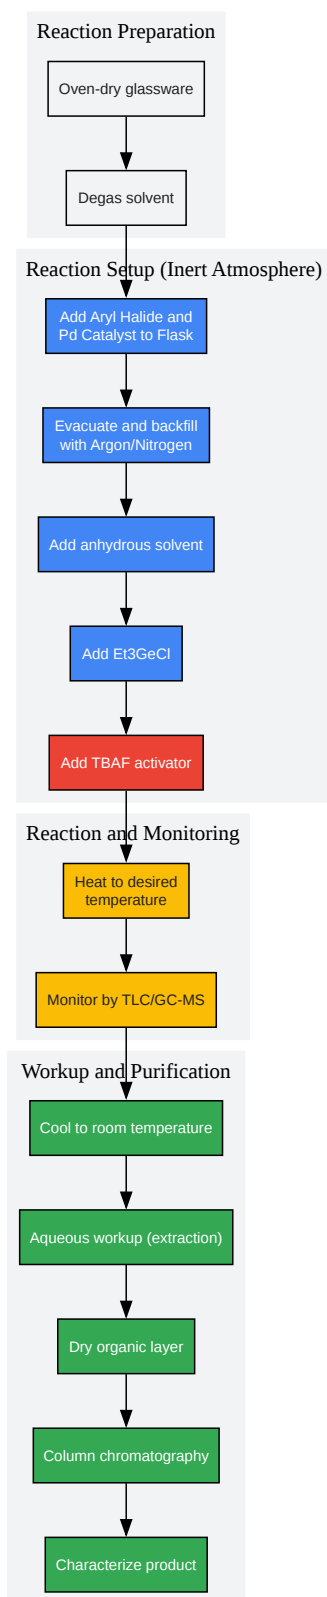 Reaction Preparation
Oven-dry glassware
Degas solvent
Reaction Setup (Inert Atmosphere)
Add Aryl Halide and
Pd Catalyst to Flask
Evacuate and backfill
with Argon/Nitrogen
Add anhydrous solvent
Add Et3GeCl
Add TBAF activator
Reaction and Monitoring
Heat to desired
temperature
Monitor by TLC/GC-MS
Workup and Purification
Cool to room temperature
Aqueous workup (extraction)
Dry organic layer
Column chromatography
Characterize product